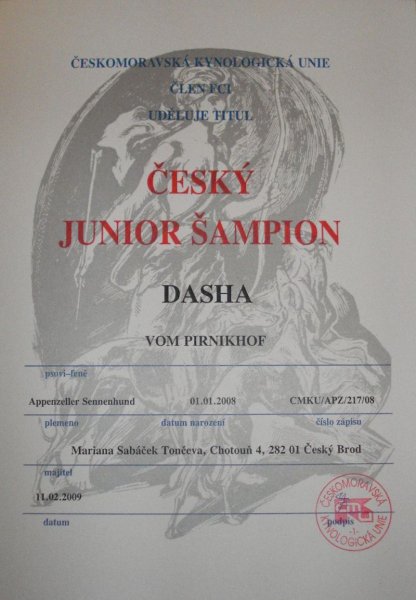 ČESKOMORAVSKÁ KYNOLOGICKÁ UNIE
ČLEN FCI
UDĚLUJE TITUL
ČESKÝ
JUNIOR ŠAMPION
DASHA
VOM PIRNIKHOF
psovi–feně
Appenzeller Sennenhund 01.01.2008 CMKU/APZ/217/08
plemeno datum narození číslo zápisu
Mariana Sabáček Tončeva, Chotouň 4, 282 01 Český Brod
majitel
11.02.2009
datum podpis
ČESKOMORAVSKÁ KYNOLOGICKÁ UNIE
-1-